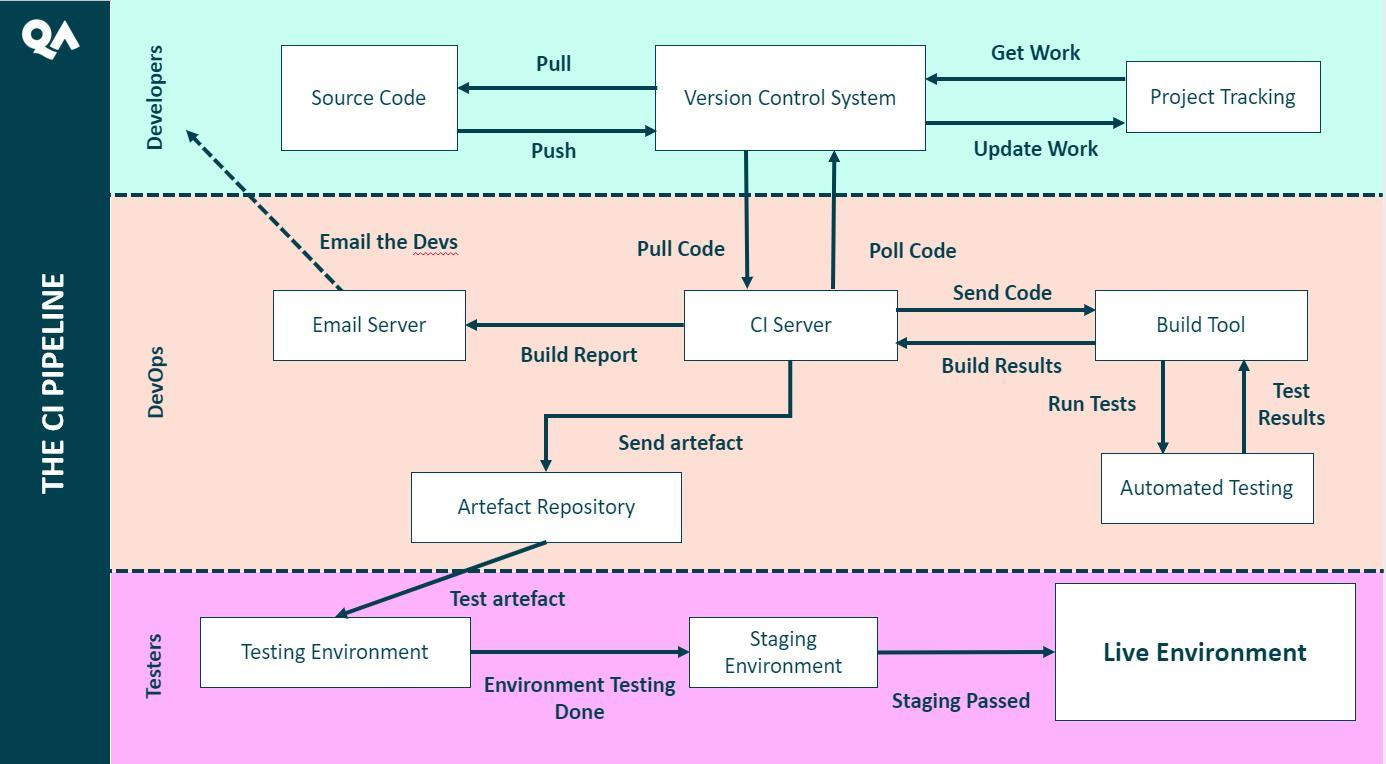 QA
THE CI PIPELINE
Developers
Source Code
Pull
Push
Version Control System
Get Work
Update Work
Project Tracking
Email the Devs
Pull Code
Poll Code
DevOps
Email Server
Build Report
CI Server
Send Code
Build Results
Build Tool
Run Tests
Test
Results
Send artefact
Artefact Repository
Automated Testing
Testers
Test artefact
Testing Environment
Environment Testing
Done
Staging
Environment
Staging Passed
Live Environment